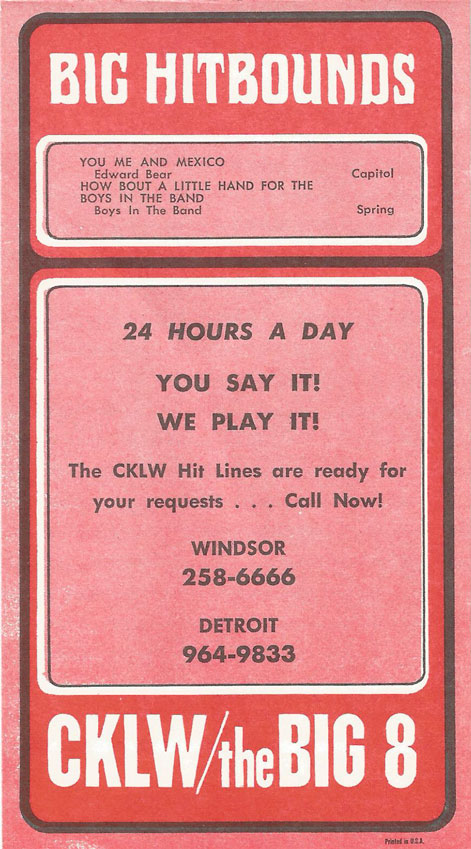 BIG HITBOUNDS
YOU ME AND MEXICO
Edward Bear Capitol
HOW BOUT A LITTLE HAND FOR THE
BOYS IN THE BAND
Boys In The Band Spring
24 HOURS A DAY
YOU SAY IT!
WE PLAY IT!
The CKLW Hit Lines are ready for
your requests . . . Call Now!
WINDSOR
258-6666
DETROIT
964-9833
CKLW/the BIG 8
Printed in U.S.A.